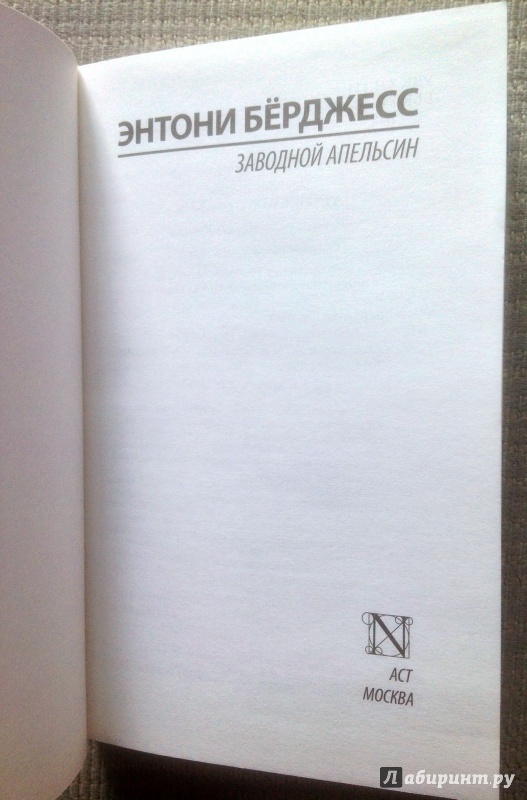 ЭНТОНИ БЁРДЖЕСС
ЗАВОДНОЙ АПЕЛЬСИН
N
АСТ
МОСКВА
Лабиринт.ру